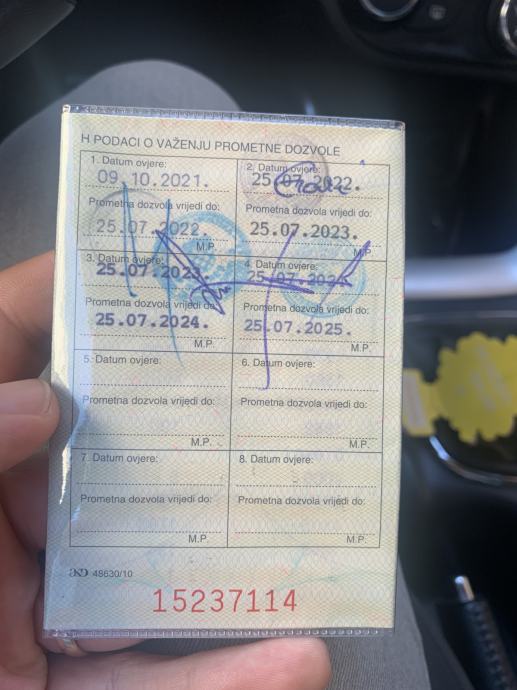 H PODACI O VAŽENJU PROMETNE DOZVOLE
1. Datum ovjere:
09.10.2021.
Prometna dozvola vrijedi do:
25.07.2022.
M.P.
2. Datum ovjere:
25.07.2022.
Prometna dozvola vrijedi do:
25.07.2023.
M.P.
3. Datum ovjere:
25.07.2023.
Prometna dozvola vrijedi do:
25.07.2024.
M.P.
4. Datum ovjere:
25.07.2024.
Prometna dozvola vrijedi do:
25.07.2025.
M.P.
5. Datum ovjere:
Prometna dozvola vrijedi do:
M.P.
6. Datum ovjere:
Prometna dozvola vrijedi do:
M.P.
7. Datum ovjere:
Prometna dozvola vrijedi do:
M.P.
8. Datum ovjere:
Prometna dozvola vrijedi do:
M.P.
AKD 48630/10
15237114